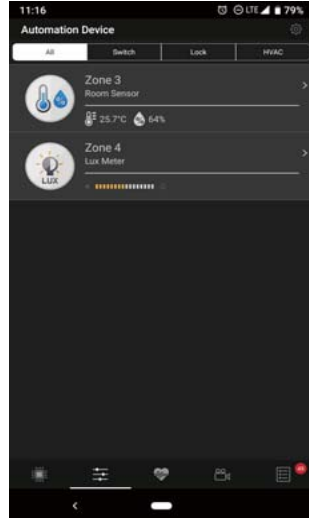 11:16 LTE 79%
Automation Device
All Switch Lock HVAC
Zone 3
Room Sensor
25.7°C 64%
Zone 4
Lux Meter
LUX